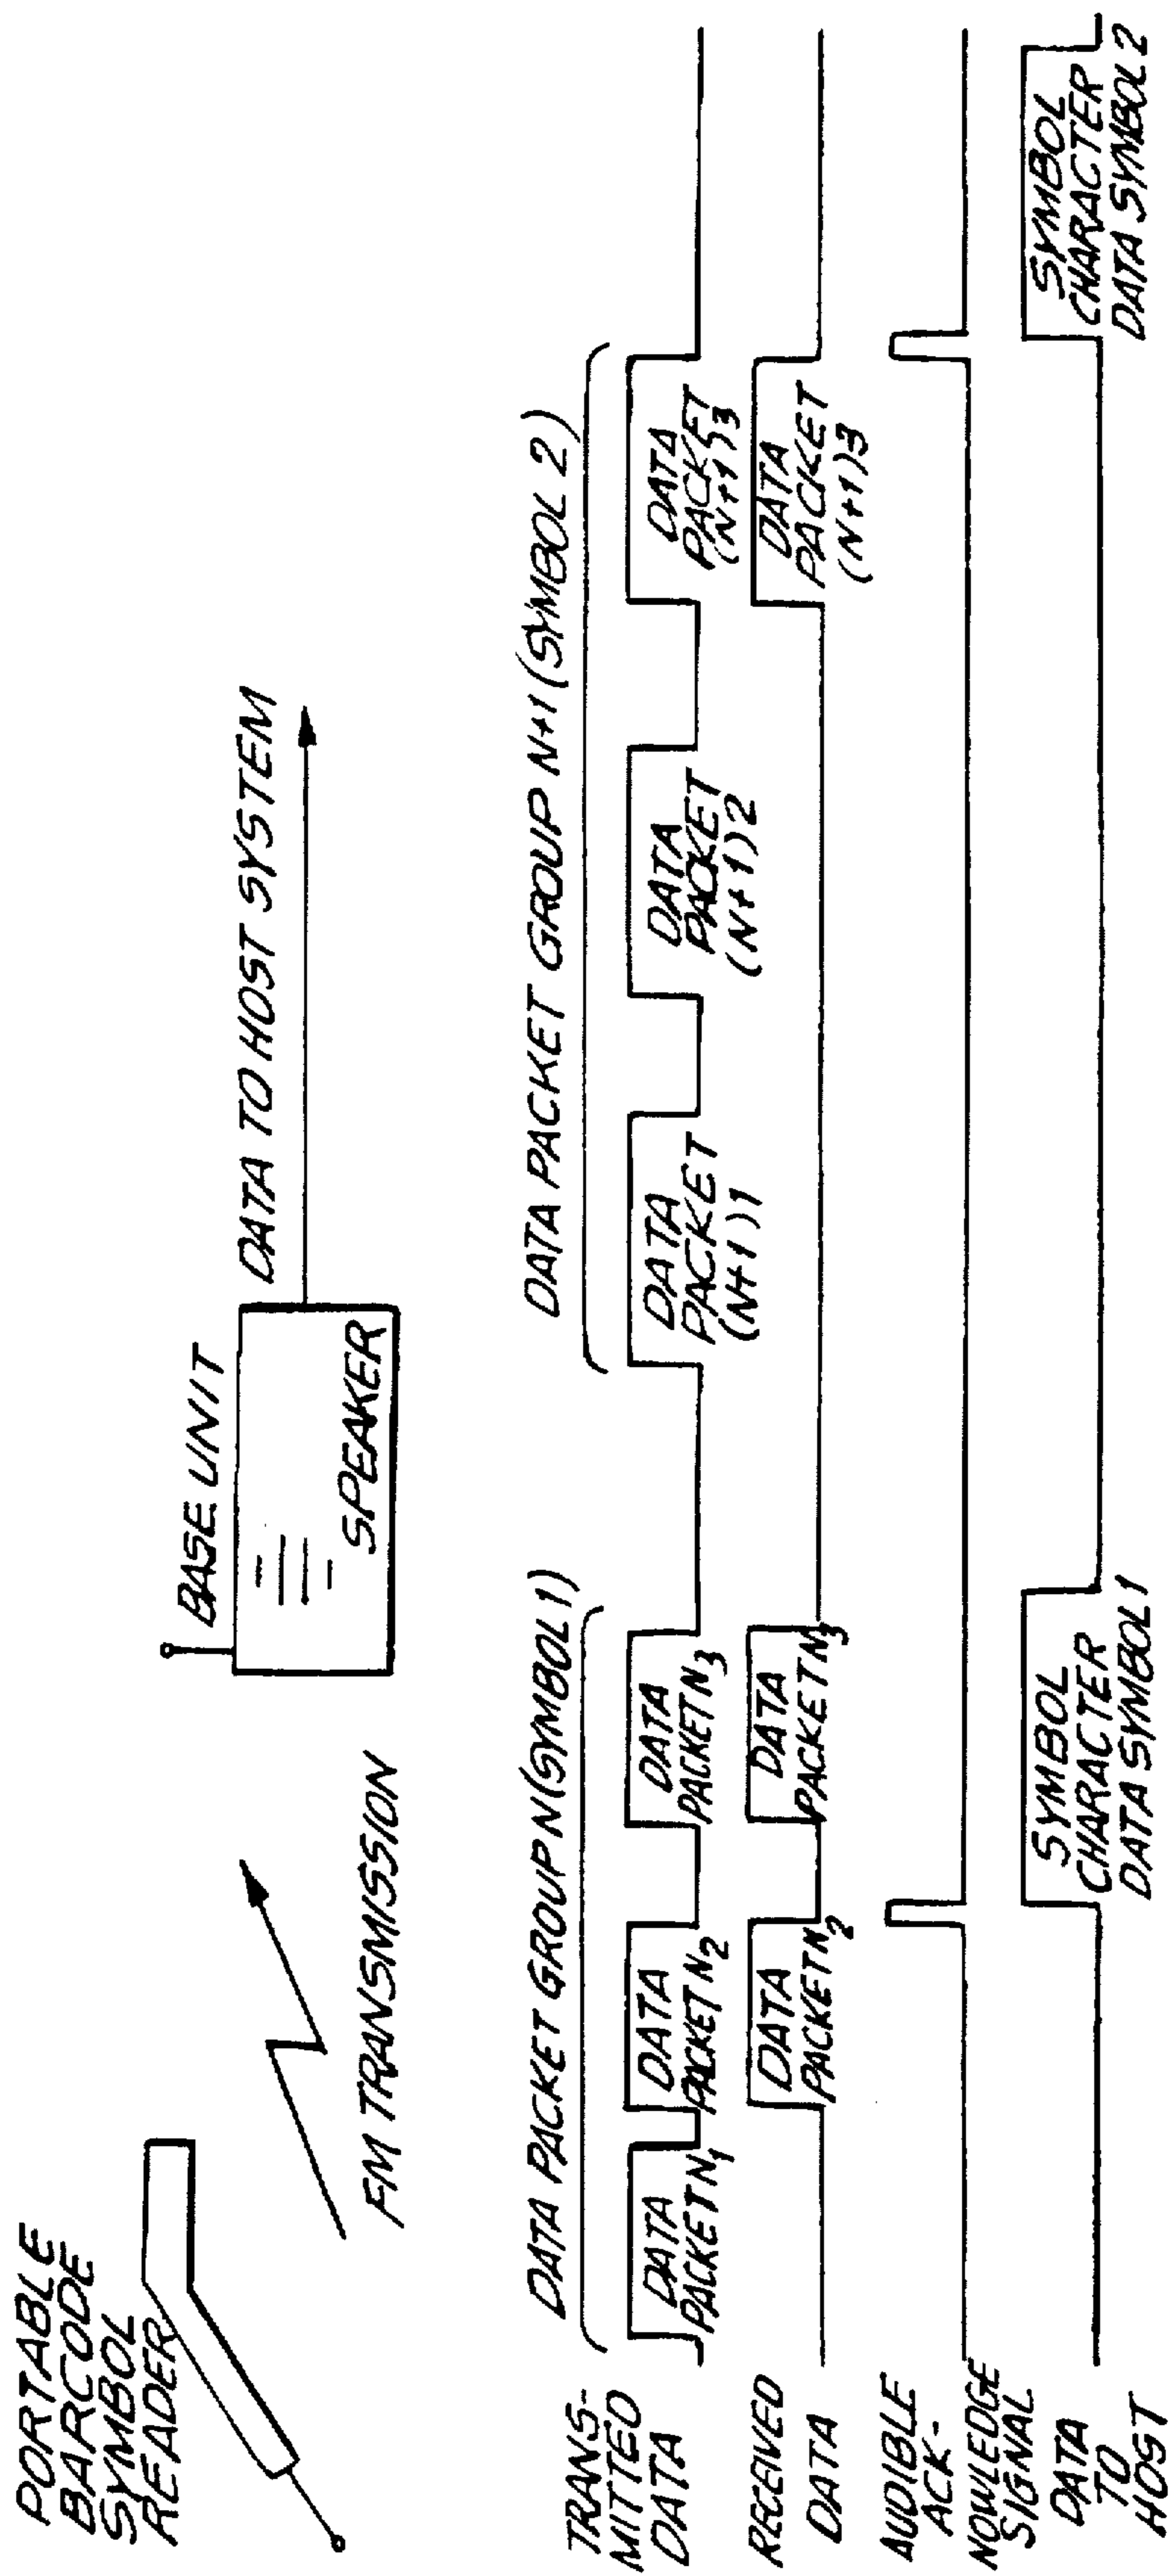 PORTABLE
BARCODE
SYMBOL
READER
FM TRANSMISSION
BASE UNIT
SPEAKER
DATA TO HOST SYSTEM
DATA PACKET GROUP N (SYMBOL 1)
DATA PACKET GROUP N+1 (SYMBOL 2)
TRANS-
MITTED
DATA
DATA
PACKET N1
DATA
PACKET N2
DATA
PACKET N3
DATA
PACKET
(N+1)1
DATA
PACKET
(N+1)2
DATA
PACKET
(N+1)3
RECEIVED
DATA
DATA
PACKET N2
DATA
PACKET N3
DATA
PACKET
(N+1)3
AUDIBLE
ACK-
NOWLEDGE
SIGNAL
DATA
TO
HOST
SYMBOL
CHARACTER
DATA SYMBOL 1
SYMBOL
CHARACTER
DATA SYMBOL 2